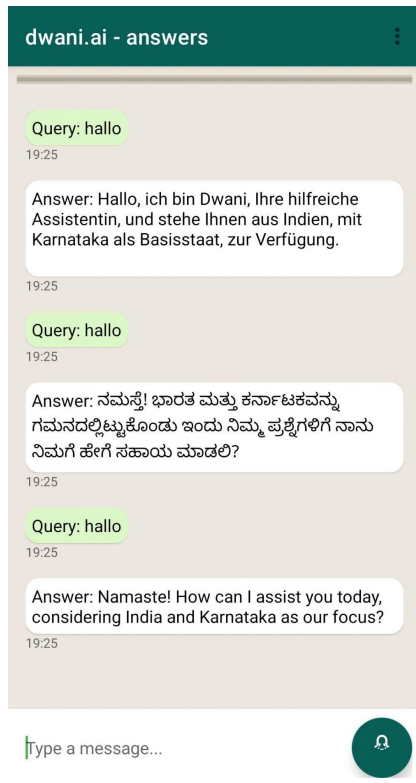 dwani.ai - answers
Query: hallo
19:25
Answer: Hallo, ich bin Dwani, Ihre hilfreiche
Assistentin, und stehe Ihnen aus Indien, mit
Karnataka als Basisstaat, zur Verfügung.
19:25
Query: hallo
19:25
Answer: ನಮಸ್ತೆ! ಭಾರತ ಮತ್ತು ಕರ್ನಾಟಕವನ್ನು
ಗಮನದಲ್ಲಿಟ್ಟುಕೊಂಡು ಇಂದು ನಿಮ್ಮ ಪ್ರಶ್ನೆಗಳಿಗೆ ನಾನು
ನಿಮಗೆ ಹೇಗೆ ಸಹಾಯ ಮಾಡಲಿ?
19:25
Query: hallo
19:25
Answer: Namaste! How can I assist you today,
considering India and Karnataka as our focus?
19:25
Type a message...